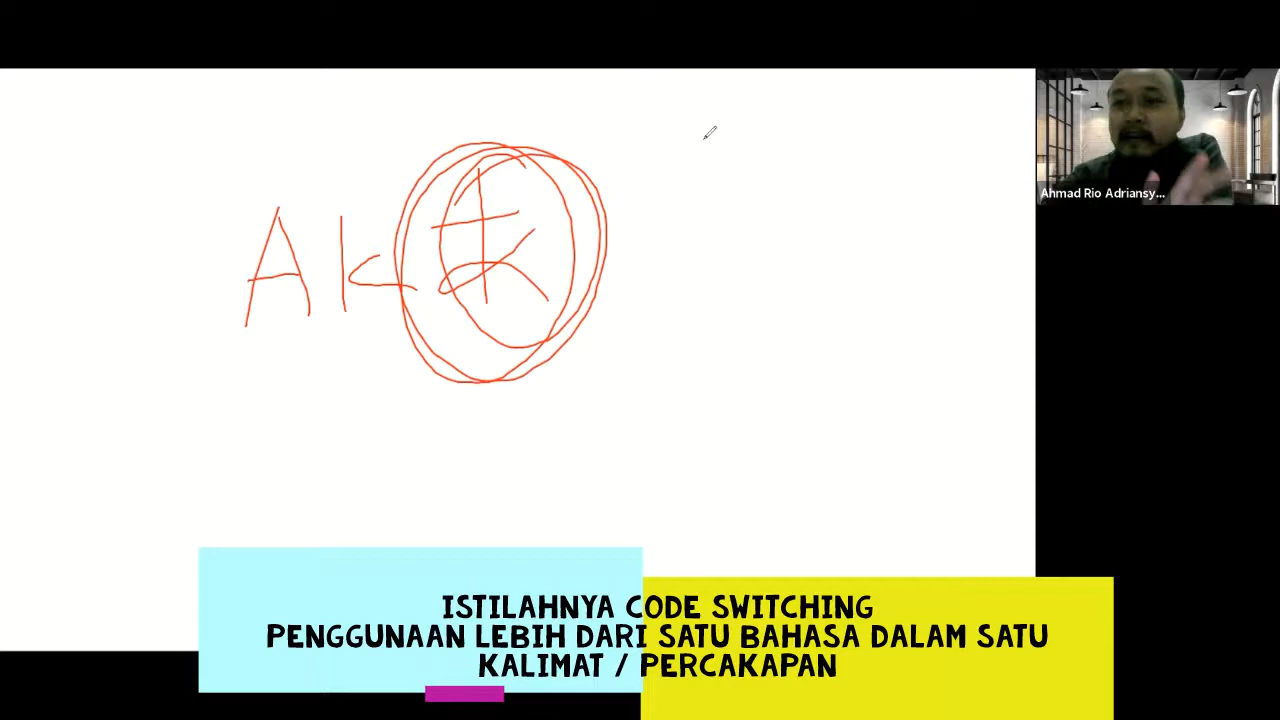 Ak
Ahmad Rio Adriansy...
ISTILAHNYA CODE SWITCHING
PENGGUNAAN LEBIH DARI SATU BAHASA DALAM SATU
KALIMAT / PERCAKAPAN